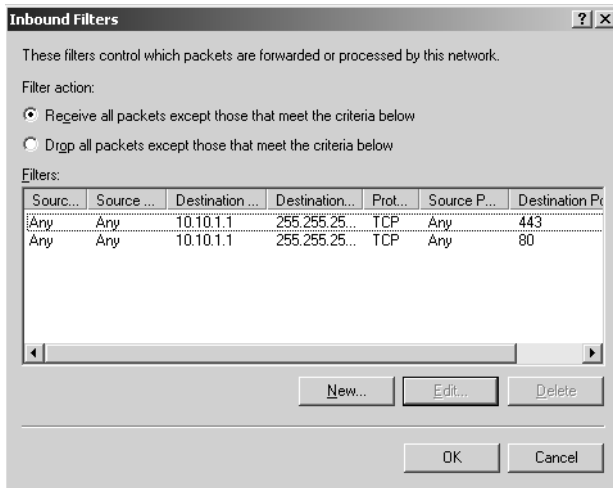 Inbound Filters
These filters control which packets are forwarded or processed by this network.
Filter action:
Receive all packets except those that meet the criteria below
Drop all packets except those that meet the criteria below
Filters:
Sourc... Source ... Destination ... Destination... Prot... Source P... Destination Po
Any Any 10.10.1.1 255.255.25... TCP Any 443
Any Any 10.10.1.1 255.255.25... TCP Any 80
New... Edit... Delete
OK Cancel